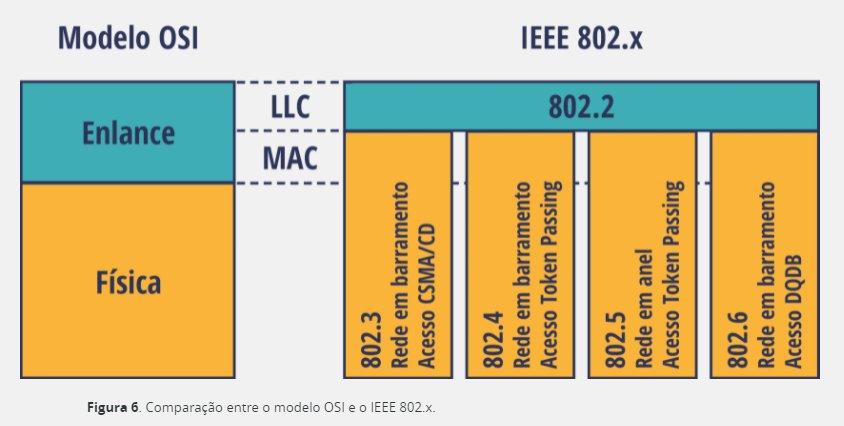 Modelo OSI
IEEE 802.x
Enlance
LLC
MAC
802.2
Física
802.3
Rede em barramento
Acesso CSMA/CD
802.4
Rede em barramento
Acesso Token Passing
802.5
Rede em anel
Acesso Token Passing
802.6
Rede em barramento
Acesso DQDB
Figura 6. Comparação entre o modelo OSI e o IEEE 802.x.